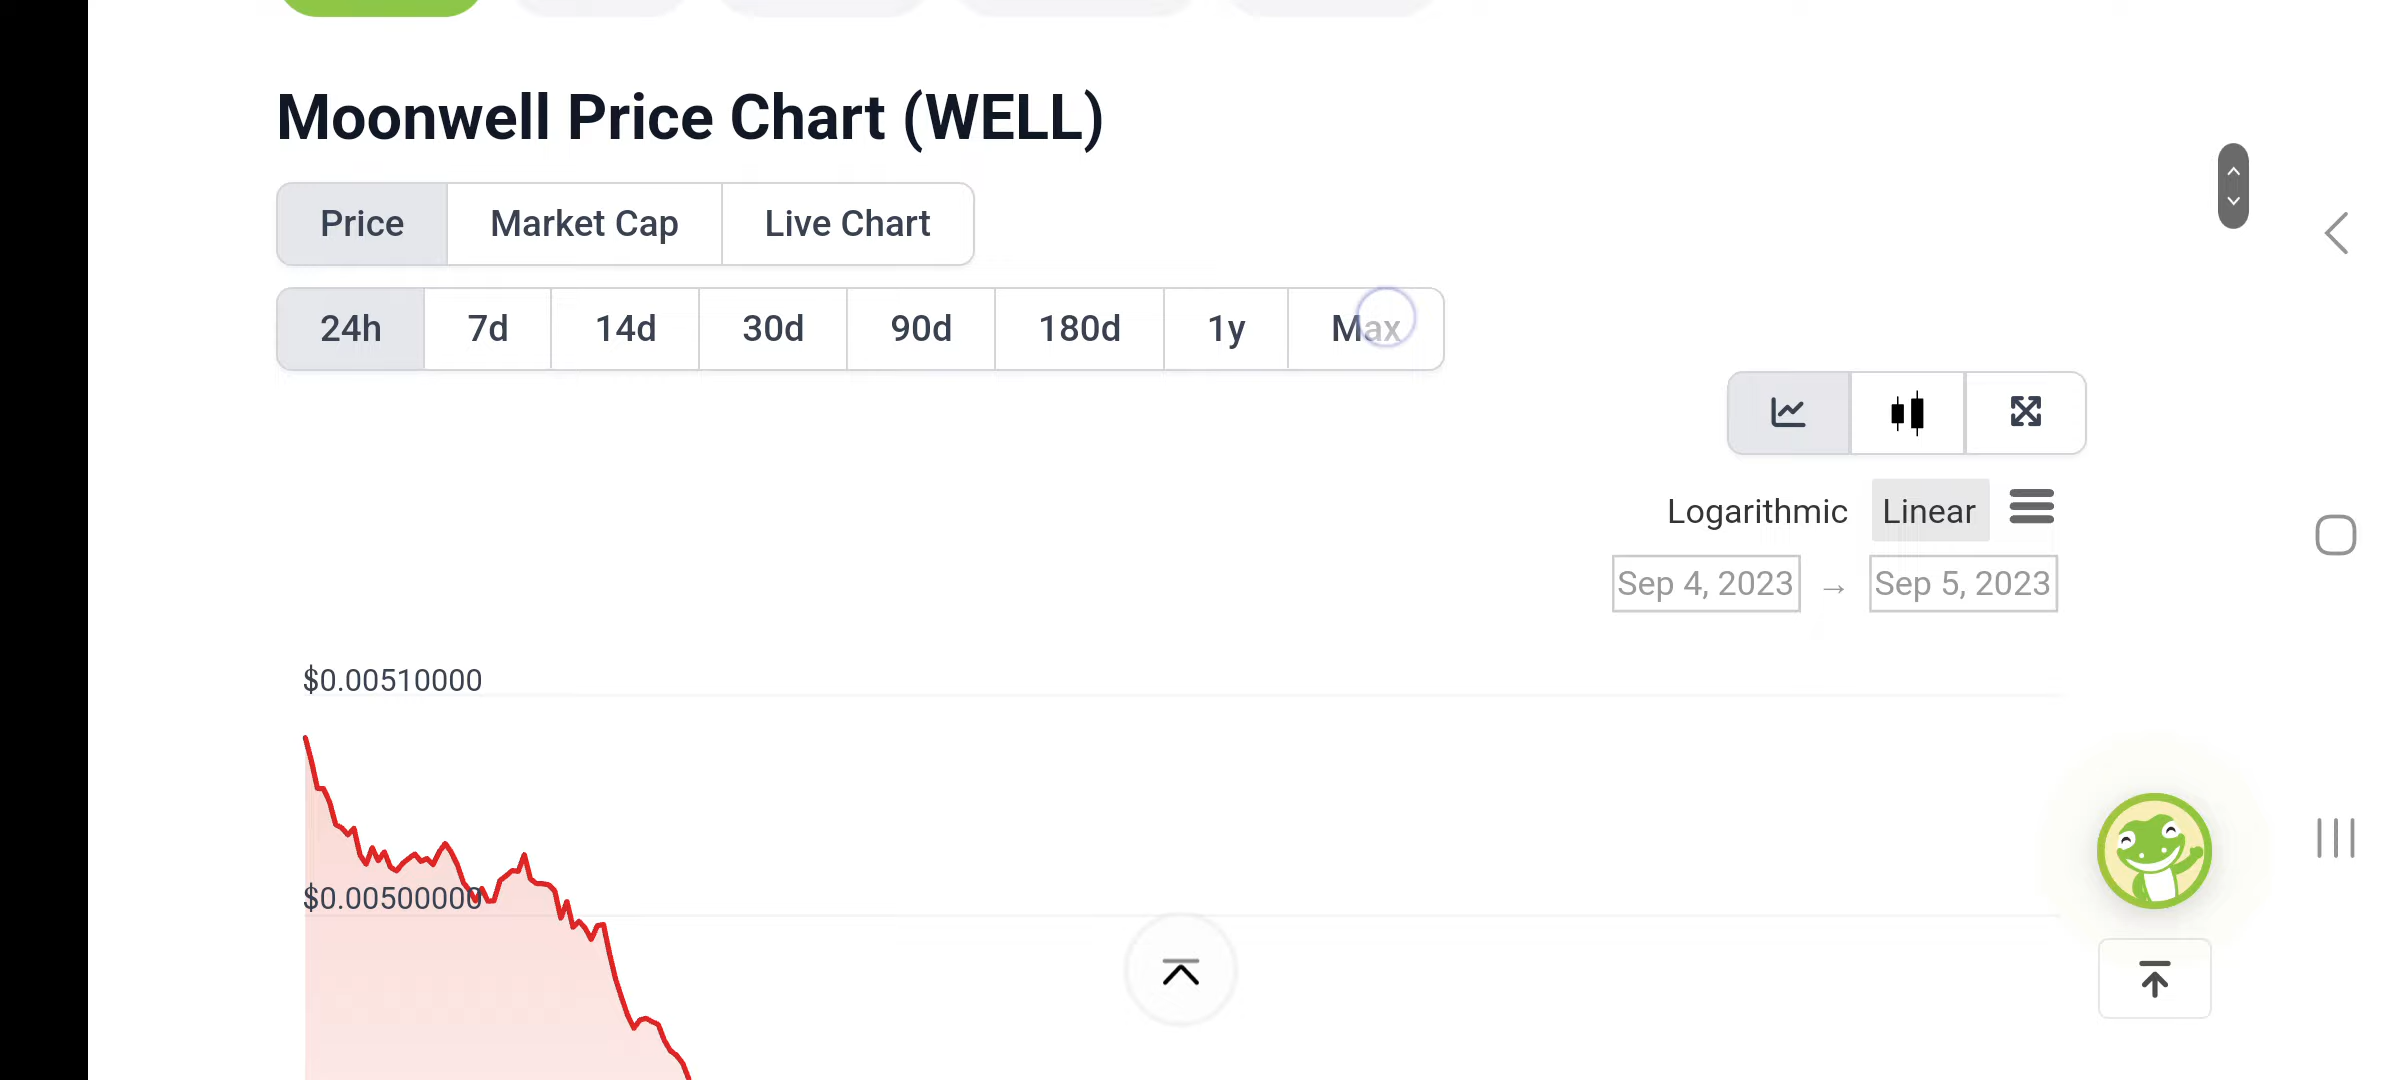 Moonwell Price Chart (WELL)
Price Market Cap Live Chart
24h 7d 14d 30d 90d 180d 1y Max
Logarithmic Linear
Sep 4, 2023 → Sep 5, 2023
$0.00510000
$0.00500000